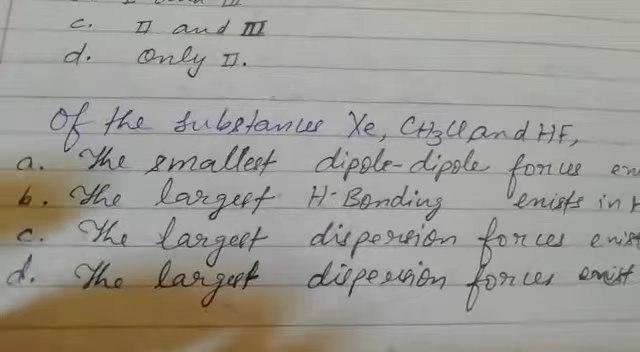 c. II and III
d. Only II.
Of the substances Xe, CH3Cl and HF,
a. The smallest dipole-dipole forces
b. The largest H-Bonding exists in
c. The largest dispersion forces
d. The largest dispersion forces exist